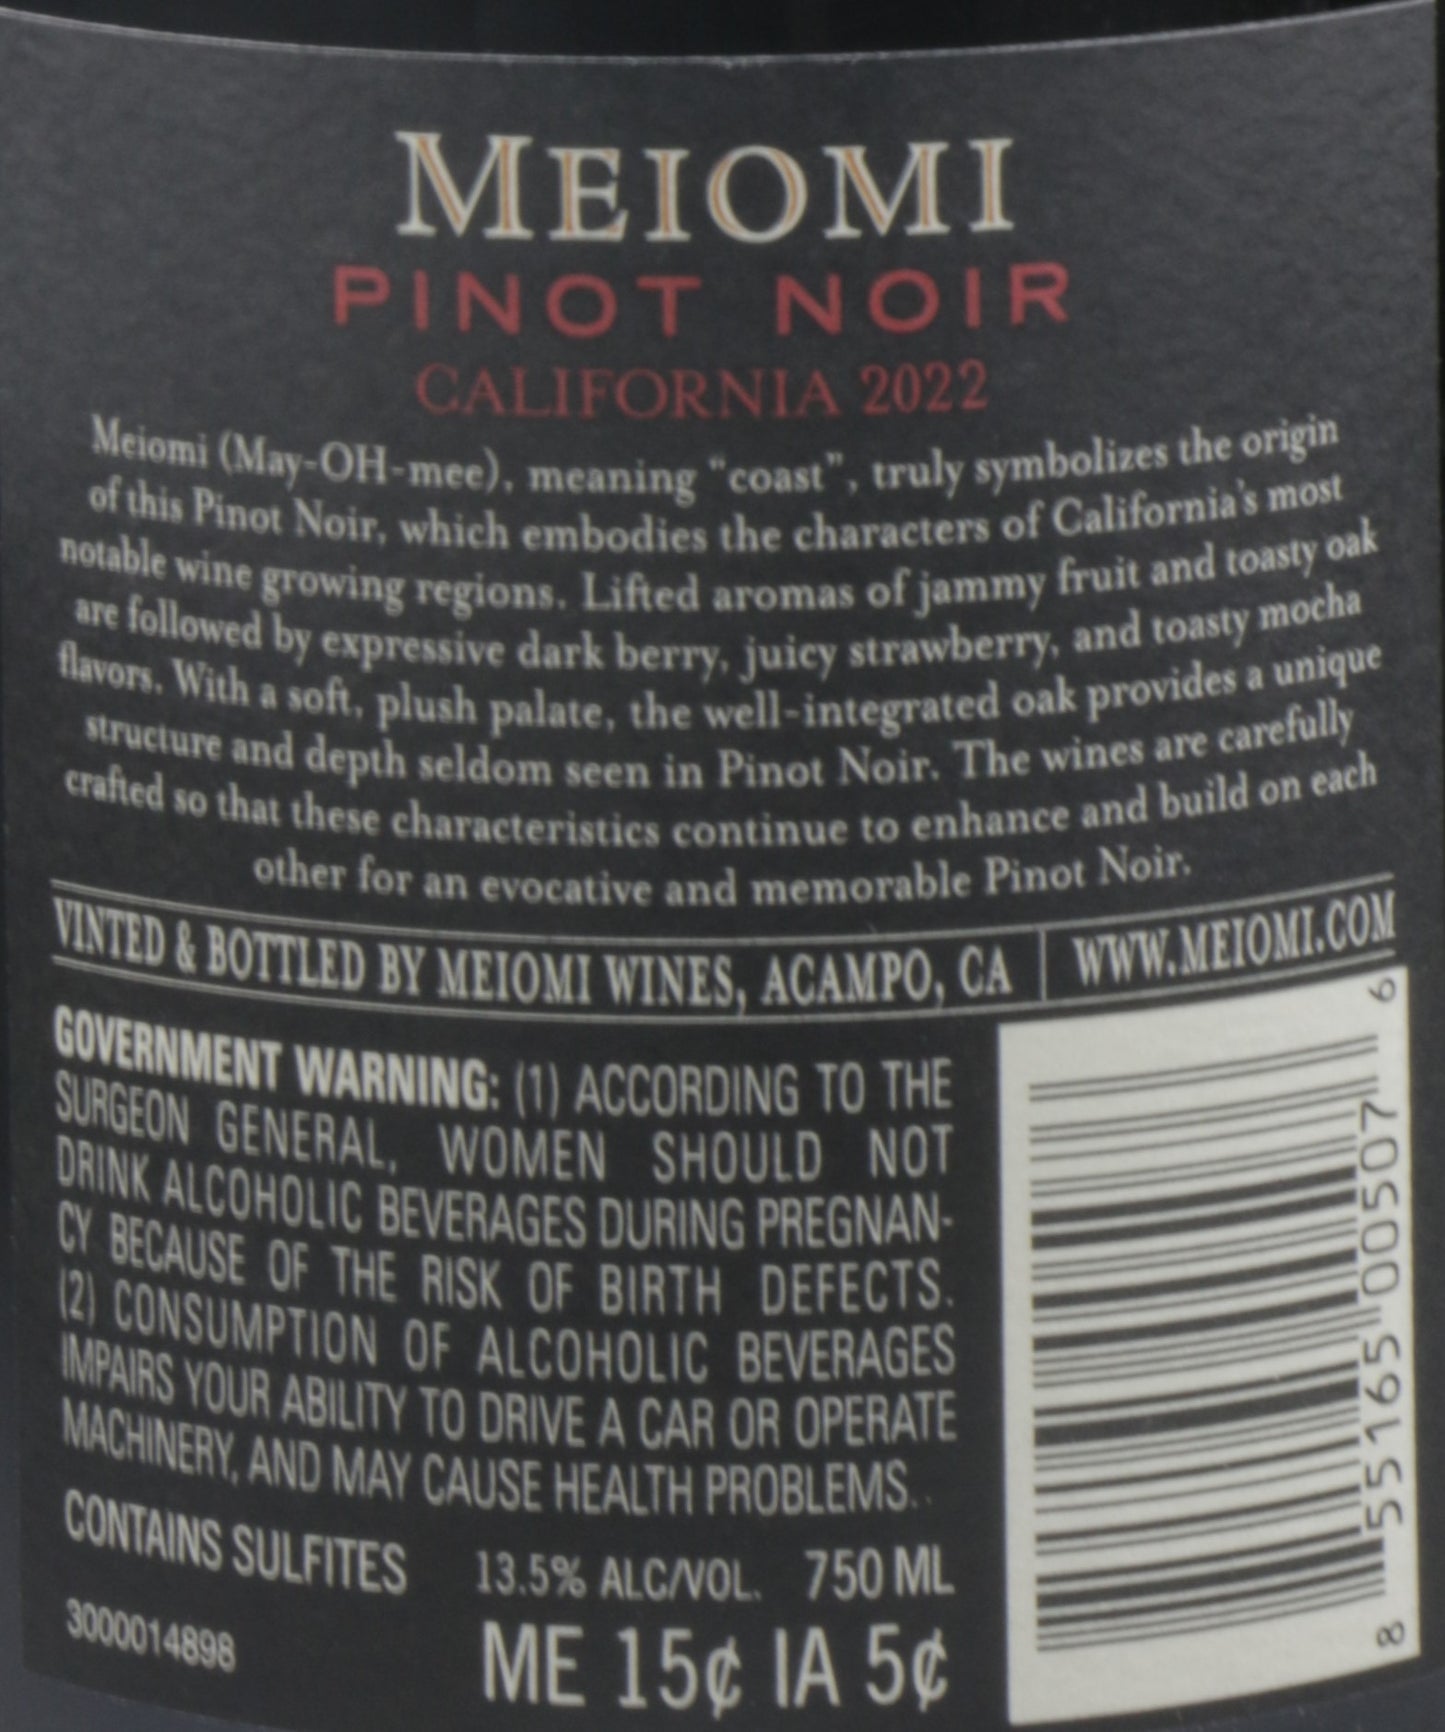 MEIOMI
PINOT NOIR
CALIFORNIA 2022
Meiomi (May-OH-mee), meaning “coast”, truly symbolizes the origin
of this Pinot Noir, which embodies the characters of California’s most
notable wine growing regions. Lifted aromas of jammy fruit and toasty oak
are followed by expressive dark berry, juicy strawberry, and toasty mocha
flavors. With a soft, plush palate, the well-integrated oak provides a unique
structure and depth seldom seen in Pinot Noir. The wines are carefully
crafted so that these characteristics continue to enhance and build on each
other for an evocative and memorable Pinot Noir.
VINTED & BOTTLED BY MEIOMI WINES, ACAMPO, CA | WWW.MEIOMI.COM
GOVERNMENT WARNING: (1) ACCORDING TO THE
SURGEON GENERAL, WOMEN SHOULD NOT
DRINK ALCOHOLIC BEVERAGES DURING PREGNAN-
CY BECAUSE OF THE RISK OF BIRTH DEFECTS.
(2) CONSUMPTION OF ALCOHOLIC BEVERAGES
IMPAIRS YOUR ABILITY TO DRIVE A CAR OR OPERATE
MACHINERY, AND MAY CAUSE HEALTH PROBLEMS.
CONTAINS SULFITES 13.5% ALC/VOL. 750 ML
3000014898
ME 15¢ IA 5¢
8 55165 00507 6